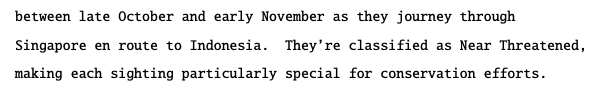 between late October and early November as they journey through
Singapore en route to Indonesia.  They're classified as Near Threatened,
making each sighting particularly special for conservation efforts.